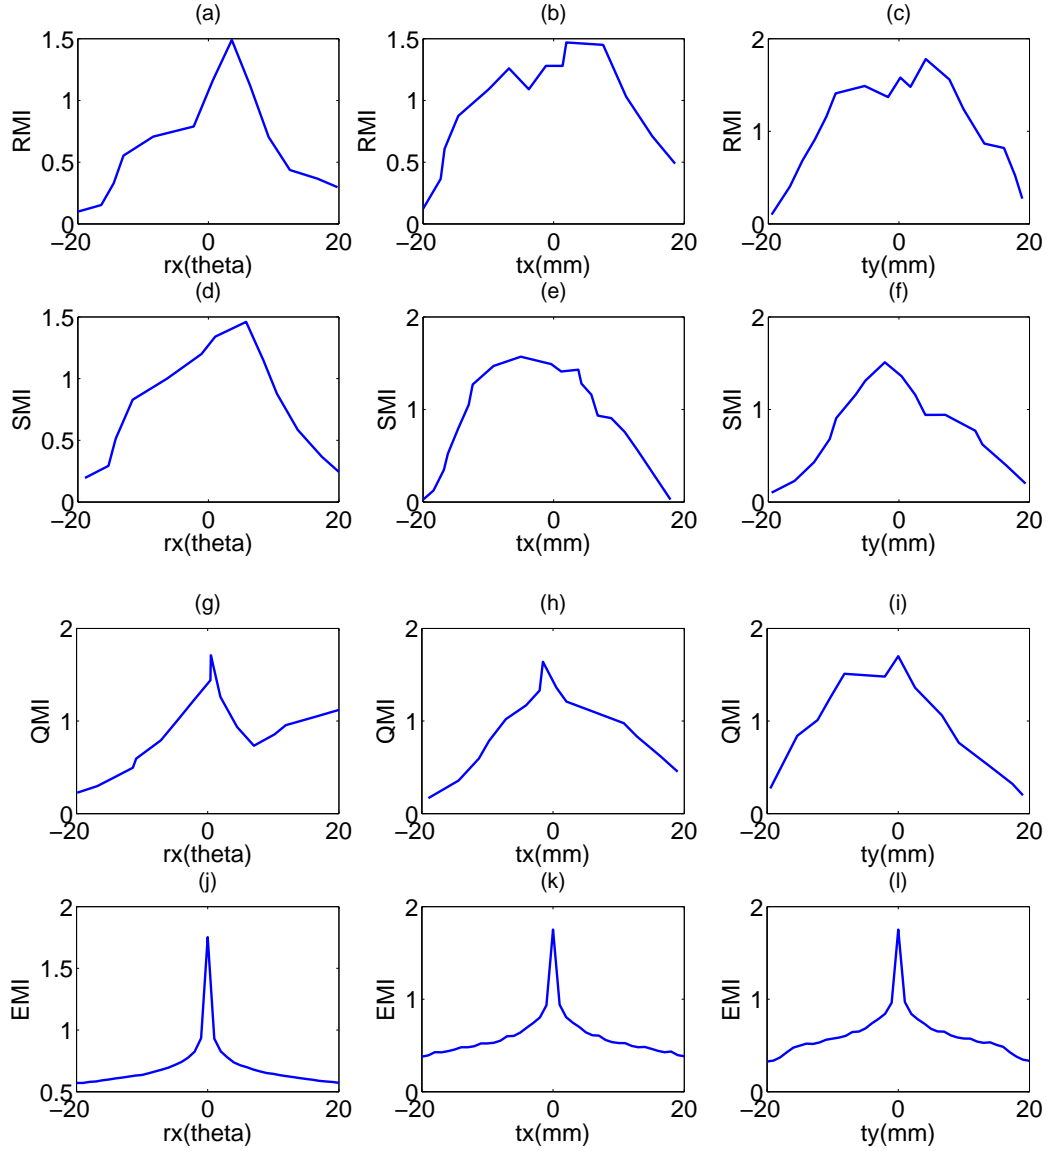 (a) (b) (c)
1.5 1.5 2
1 1
1
0.5 0.5
RMI RMI RMI
0 0 0
−20 0 20 −20 0 20 −20 0 20
rx(theta) tx(mm) ty(mm)
(d) (e) (f)
1.5 2 2
1
1 1
0.5
SMI SMI SMI
0 0 0
−20 0 20 −20 0 20 −20 0 20
rx(theta) tx(mm) ty(mm)
(g) (h) (i)
2 2 2
1 1 1
QMI QMI QMI
0 0 0
−20 0 20 −20 0 20 −20 0 20
rx(theta) tx(mm) ty(mm)
(j) (k) (l)
2 2 2
1.5
1 1
1
EMI EMI EMI
0.5 0 0
−20 0 20 −20 0 20 −20 0 20
rx(theta) tx(mm) ty(mm)